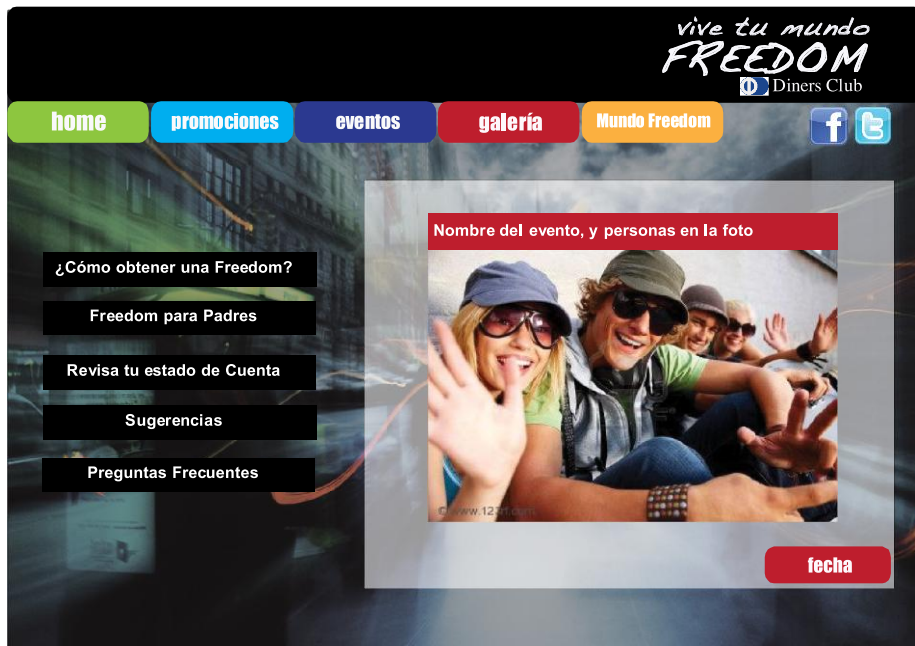 vive tu mundo
FREEDOM
Diners Club
home
promociones
eventos
galería
Mundo Freedom
Nombre del evento, y personas en la foto
¿Cómo obtener una Freedom?
Freedom para Padres
Revisa tu estado de Cuenta
Sugerencias
Preguntas Frecuentes
fecha